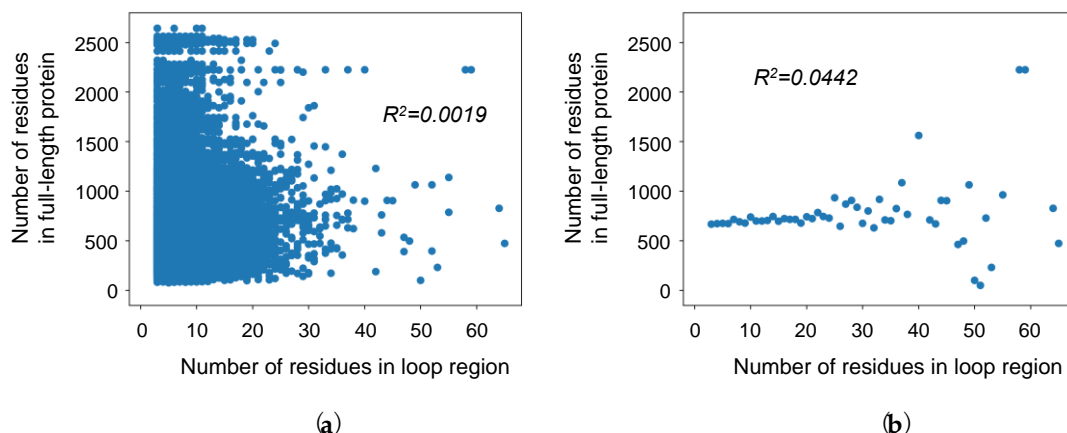 2500
2000
1500
1000
500
0
Number of residues
in full-length protein
R²=0.0019
0 10 20 30 40 50 60
Number of residues in loop region
(a)
2500
2000
1500
1000
500
0
Number of residues
in full-length protein
R²=0.0442
0 10 20 30 40 50 60
Number of residues in loop region
(b)